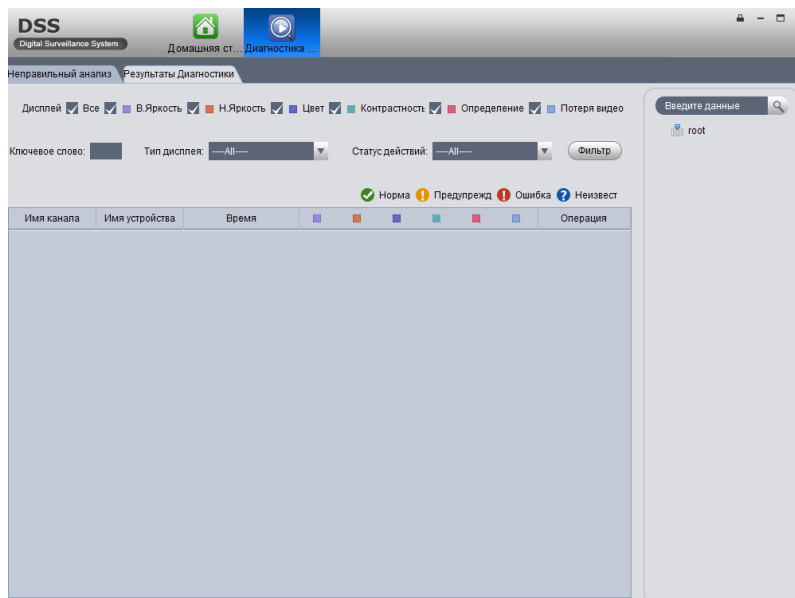 DSS
Digital Surveillance System
Домашняя ст... Диагностика ...
Неправильный анализ Результаты Диагностики
Дисплей Все В.Яркость Н.Яркость Цвет Контрастность Определение Потеря видео
Введите данные
root
Ключевое слово: Тип дисплея: ----All---- Статус действий: ----All---- Фильтр
Норма Предупрежд Ошибка Неизвест
Имя канала Имя устройства Время Операция